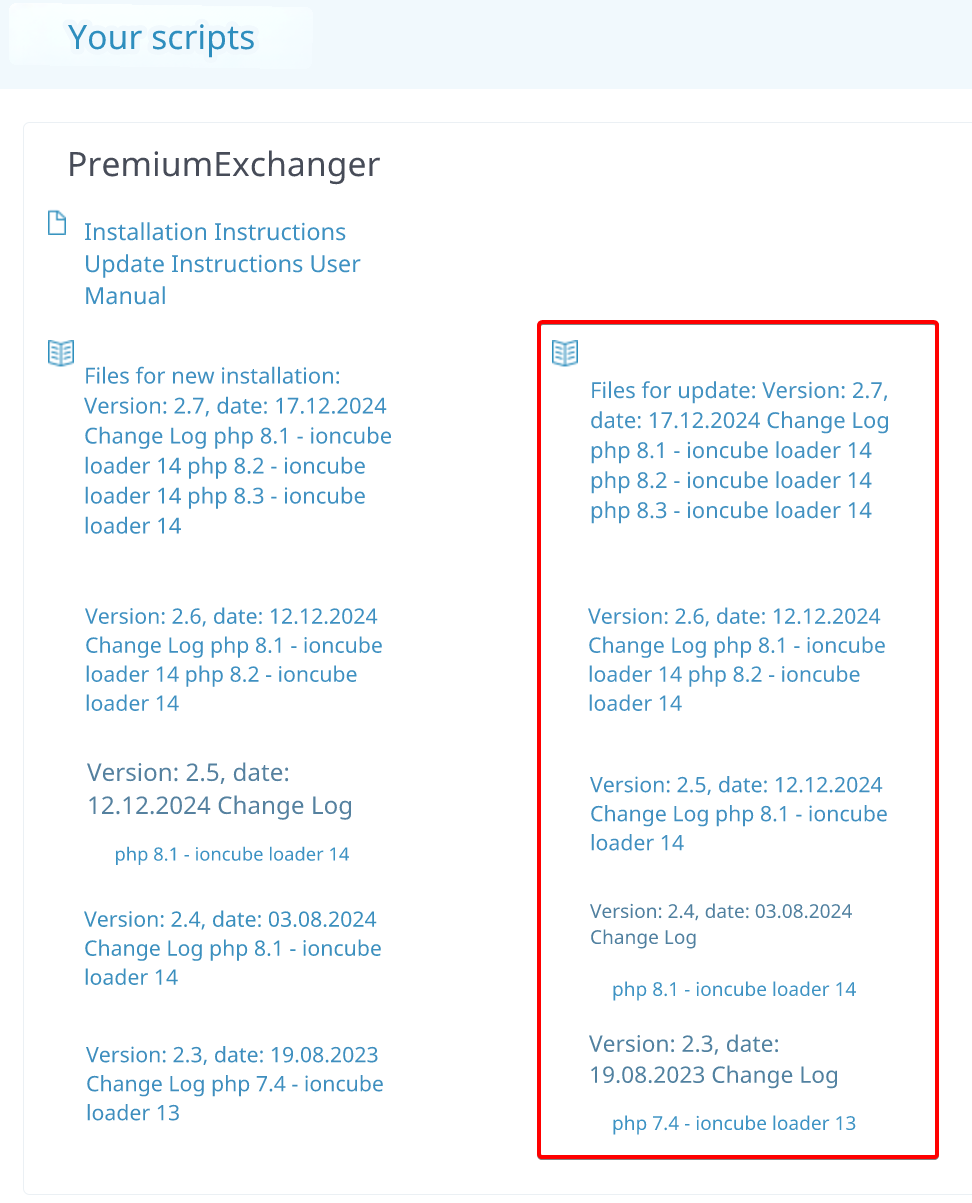 Your scripts
PremiumExchanger
Installation Instructions
Update Instructions User
Manual
Files for new installation:
Version: 2.7, date: 17.12.2024
Change Log php 8.1 - ioncube
loader 14 php 8.2 - ioncube
loader 14 php 8.3 - ioncube
loader 14
Version: 2.6, date: 12.12.2024
Change Log php 8.1 - ioncube
loader 14 php 8.2 - ioncube
loader 14
Version: 2.5, date:
12.12.2024 Change Log
php 8.1 - ioncube loader 14
Version: 2.4, date: 03.08.2024
Change Log php 8.1 - ioncube
loader 14
Version: 2.3, date: 19.08.2023
Change Log php 7.4 - ioncube
loader 13
Files for update: Version: 2.7,
date: 17.12.2024 Change Log
php 8.1 - ioncube loader 14
php 8.2 - ioncube loader 14
php 8.3 - ioncube loader 14
Version: 2.6, date: 12.12.2024
Change Log php 8.1 - ioncube
loader 14 php 8.2 - ioncube
loader 14
Version: 2.5, date: 12.12.2024
Change Log php 8.1 - ioncube
loader 14
Version: 2.4, date: 03.08.2024
Change Log
php 8.1 - ioncube loader 14
Version: 2.3, date:
19.08.2023 Change Log
php 7.4 - ioncube loader 13